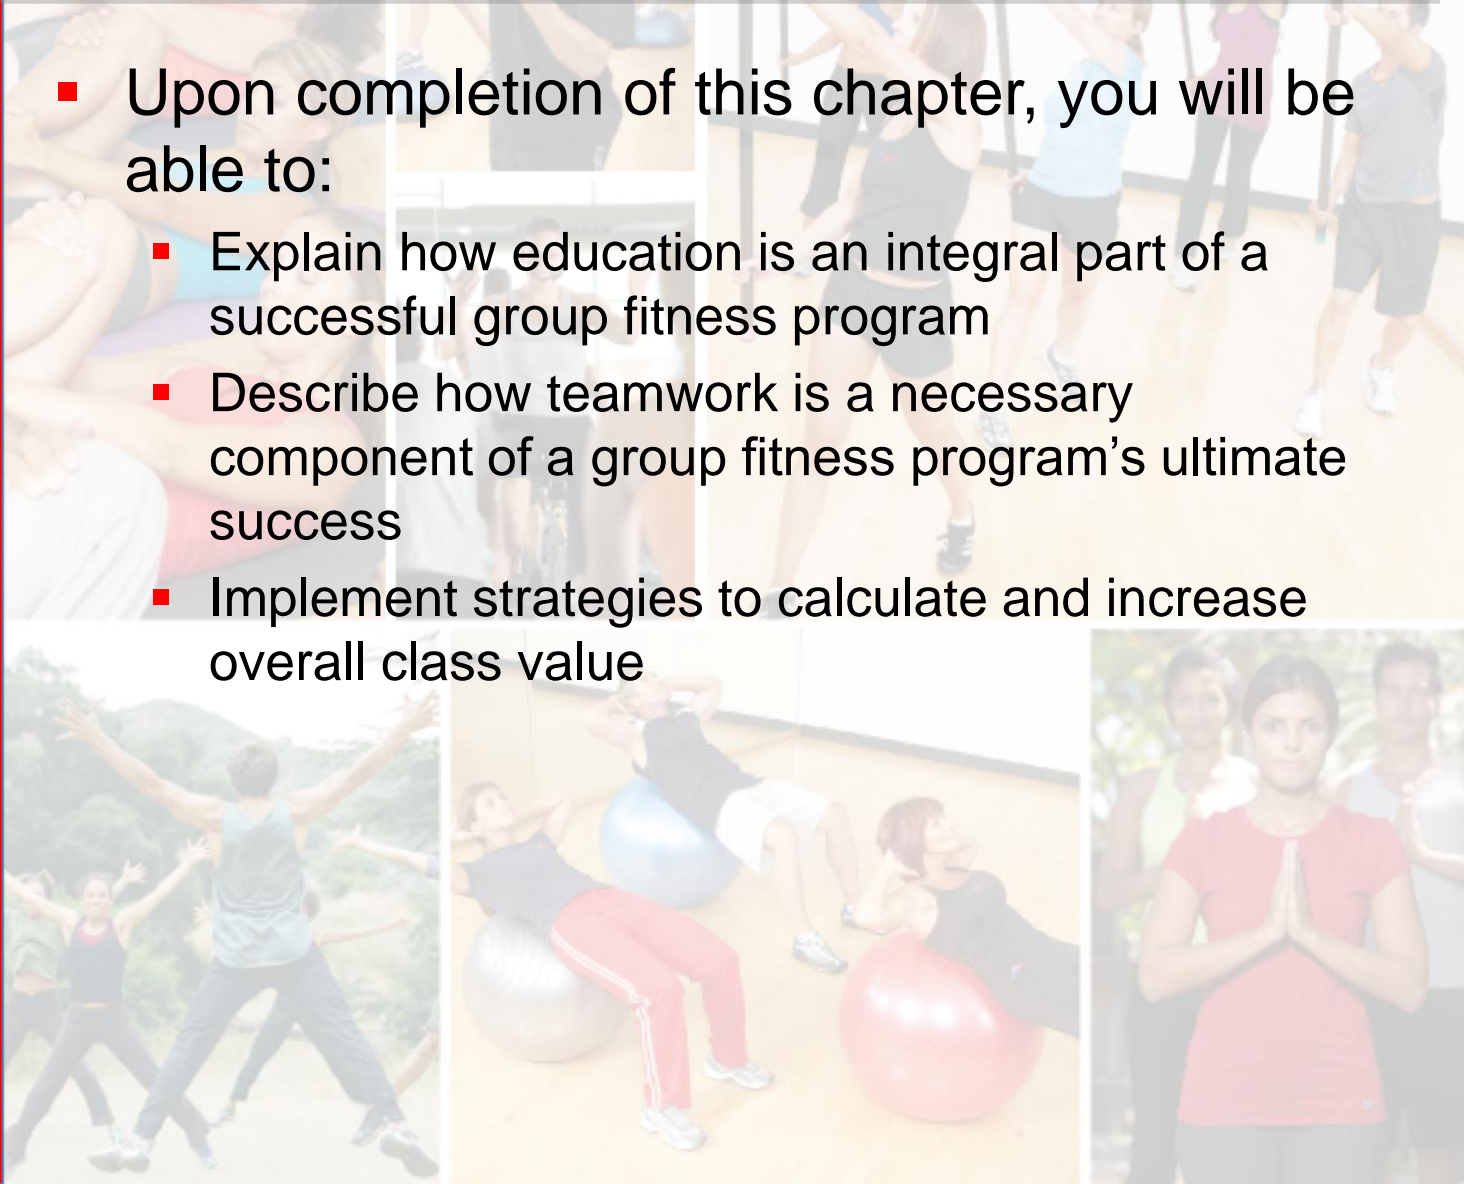 Upon completion of this chapter, you will be
able to:
Explain how education is an integral part of a
successful group fitness program
Describe how teamwork is a necessary
component of a group fitness program’s ultimate
success
Implement strategies to calculate and increase
overall class value